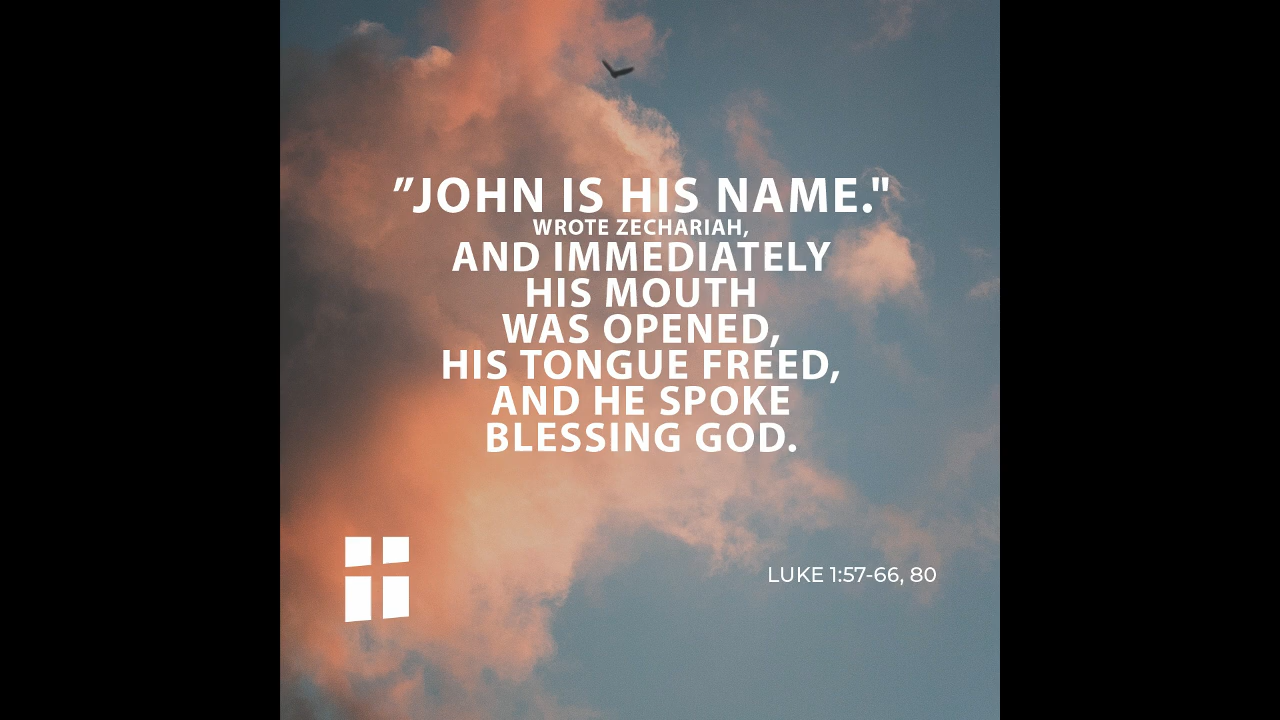 ”JOHN IS HIS NAME."
WROTE ZECHARIAH,
AND IMMEDIATELY
HIS MOUTH
WAS OPENED,
HIS TONGUE FREED,
AND HE SPOKE
BLESSING GOD.
LUKE 1:57-66, 80